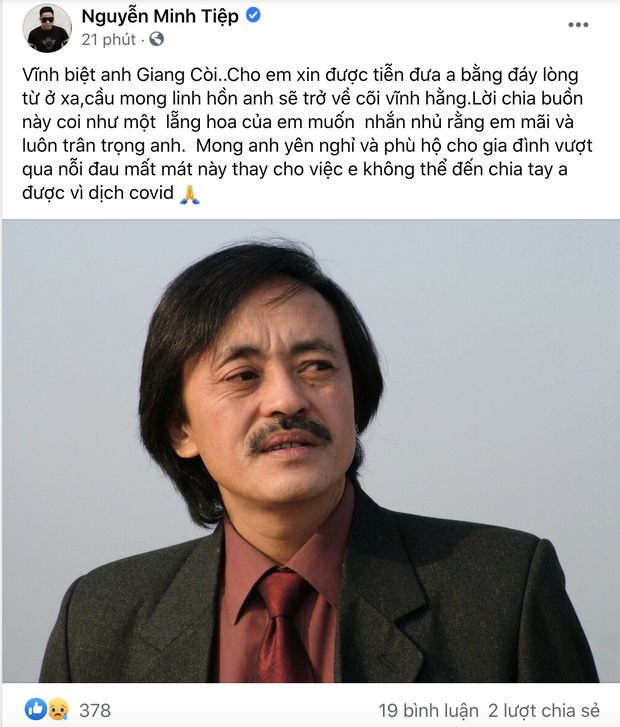 Nguyễn Minh Tiệp
21 phút ·
Vĩnh biệt anh Giang Còi..Cho em xin được tiễn đưa a bằng đáy lòng
từ ở xa,cầu mong linh hồn anh sẽ trở về cõi vĩnh hằng.Lời chia buồn
này coi như một lẵng hoa của em muốn nhắn nhủ rằng em mãi và
luôn trân trọng anh. Mong anh yên nghỉ và phù hộ cho gia đình vượt
qua nỗi đau mất mát này thay cho việc e không thể đến chia tay a
được vì dịch covid 🙏
378
19 bình luận 2 lượt chia sẻ